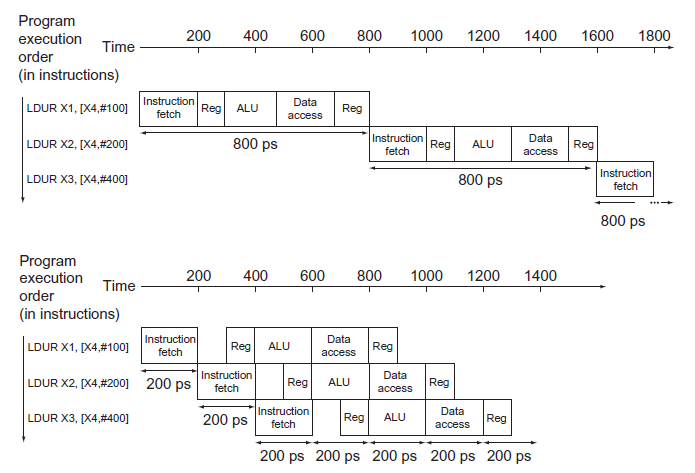 Program
execution
order
(in instructions)
Time
200 400 600 800 1000 1200 1400 1600 1800
LDUR X1, [X4,#100]
Instruction
fetch
Reg
ALU
Data
access
Reg
800 ps
LDUR X2, [X4,#200]
Instruction
fetch
Reg
ALU
Data
access
Reg
800 ps
LDUR X3, [X4,#400]
Instruction
fetch
...
800 ps
Program
execution
order
(in instructions)
Time
200 400 600 800 1000 1200 1400
LDUR X1, [X4,#100]
Instruction
fetch
Reg
ALU
Data
access
Reg
LDUR X2, [X4,#200]
200 ps
Instruction
fetch
Reg
ALU
Data
access
Reg
LDUR X3, [X4,#400]
200 ps
Instruction
fetch
Reg
ALU
Data
access
Reg
200 ps 200 ps 200 ps 200 ps 200 ps